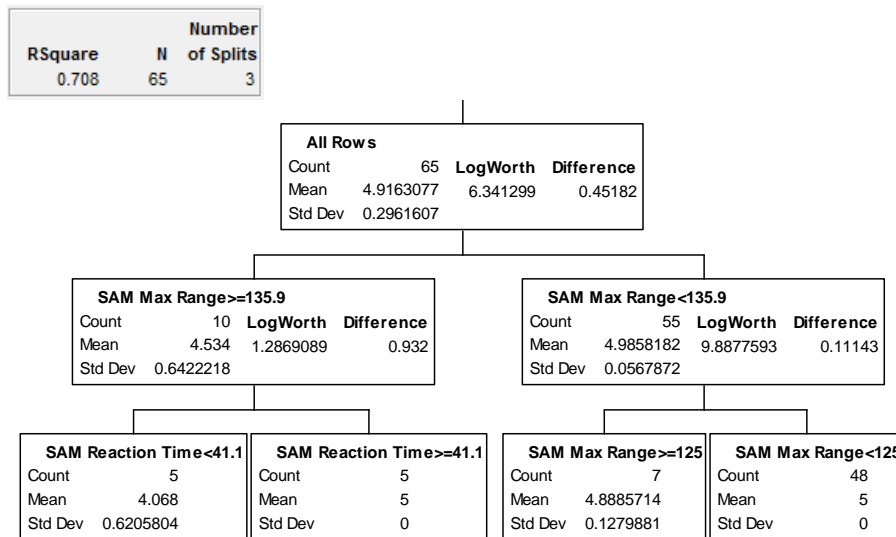 Number
RSquare N of Splits
0.708 65 3
All Rows
Count 65 LogWorth Difference
Mean 4.9163077 6.341299 0.45182
Std Dev 0.2961607
SAM Max Range>=135.9
Count 10 LogWorth Difference
Mean 4.534 1.2869089 0.932
Std Dev 0.6422218
SAM Max Range<135.9
Count 55 LogWorth Difference
Mean 4.9858182 9.8877593 0.11143
Std Dev 0.0567872
SAM Reaction Time<41.1
Count 5
Mean 4.068
Std Dev 0.6205804
SAM Reaction Time>=41.1
Count 5
Mean 5
Std Dev 0
SAM Max Range>=125
Count 7
Mean 4.8885714
Std Dev 0.1279881
SAM Max Range<125
Count 48
Mean 5
Std Dev 0